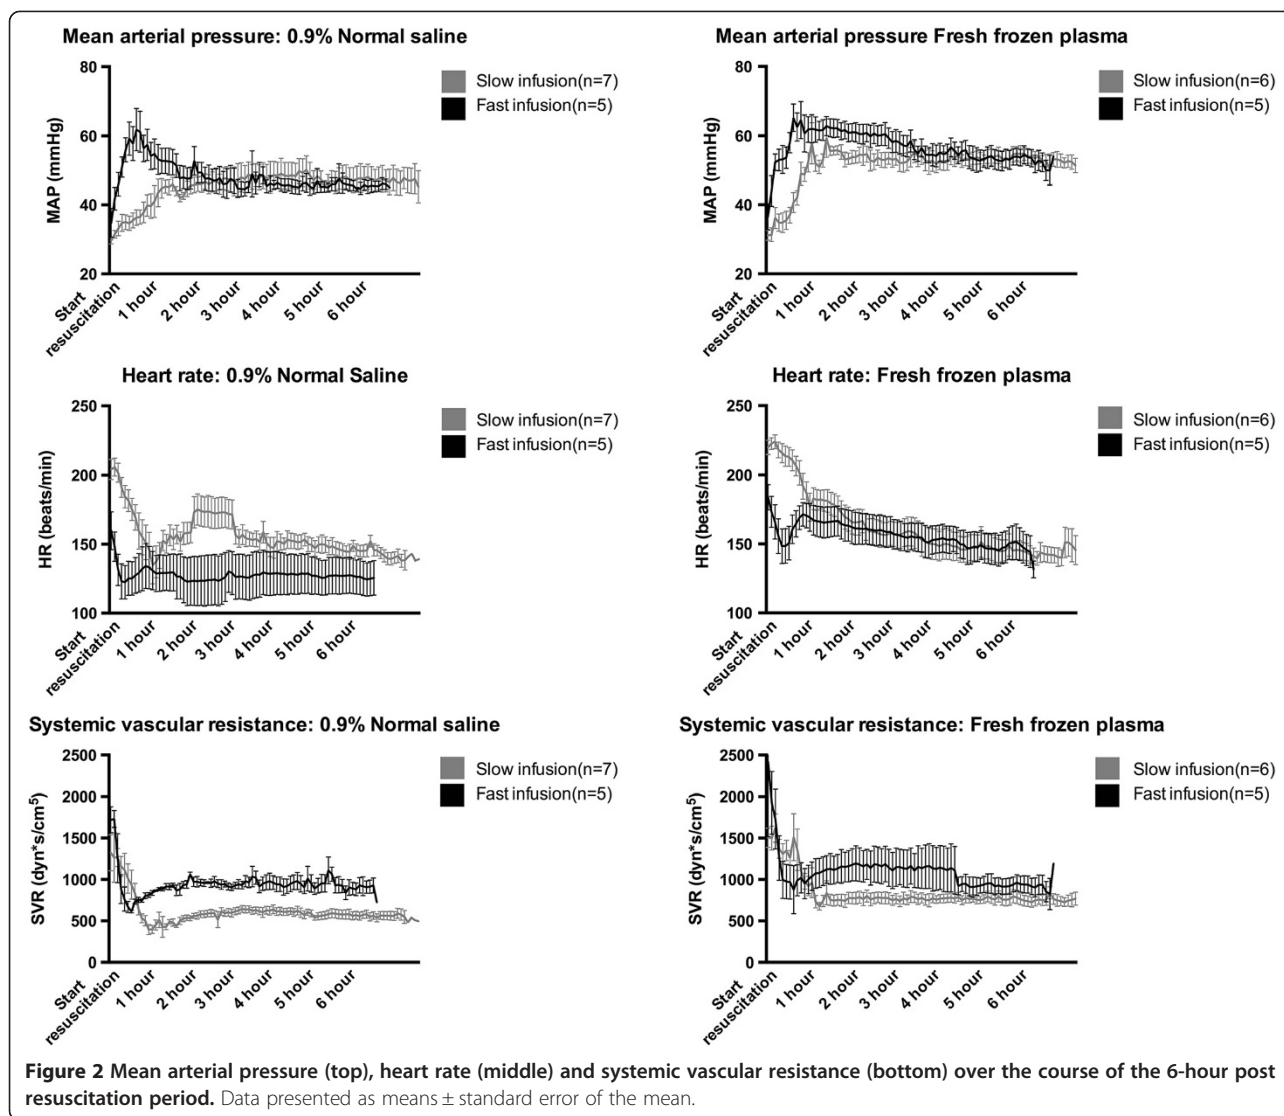 Mean arterial pressure: 0.9% Normal saline
80
60
40
20
MAP (mmHg)
Slow infusion(n=7)
Fast infusion(n=5)
Start
resuscitation
1 hour
2 hour
3 hour
4 hour
5 hour
6 hour
Mean arterial pressure Fresh frozen plasma
80
60
40
20
MAP (mmHg)
Slow infusion(n=6)
Fast infusion(n=5)
Start
resuscitation
1 hour
2 hour
3 hour
4 hour
5 hour
6 hour
Heart rate: 0.9% Normal Saline
250
200
150
100
HR (beats/min)
Slow infusion(n=7)
Fast infusion(n=5)
Start
resuscitation
1 hour
2 hour
3 hour
4 hour
5 hour
6 hour
Heart rate: Fresh frozen plasma
250
200
150
100
HR (beats/min)
Slow infusion(n=6)
Fast infusion(n=5)
Start
resuscitation
1 hour
2 hour
3 hour
4 hour
5 hour
6 hour
Systemic vascular resistance: 0.9% Normal saline
2500
2000
1500
1000
500
0
SVR (dyn*s/cm⁵)
Slow infusion(n=7)
Fast infusion(n=5)
Start
resuscitation
1 hour
2 hour
3 hour
4 hour
5 hour
6 hour
Systemic vascular resistance: Fresh frozen plasma
2500
2000
1500
1000
500
0
SVR (dyn*s/cm⁵)
Slow infusion(n=6)
Fast infusion(n=5)
Start
resuscitation
1 hour
2 hour
3 hour
4 hour
5 hour
6 hour
Figure 2 Mean arterial pressure (top), heart rate (middle) and systemic vascular resistance (bottom) over the course of the 6-hour post
resuscitation period. Data presented as means ± standard error of the mean.